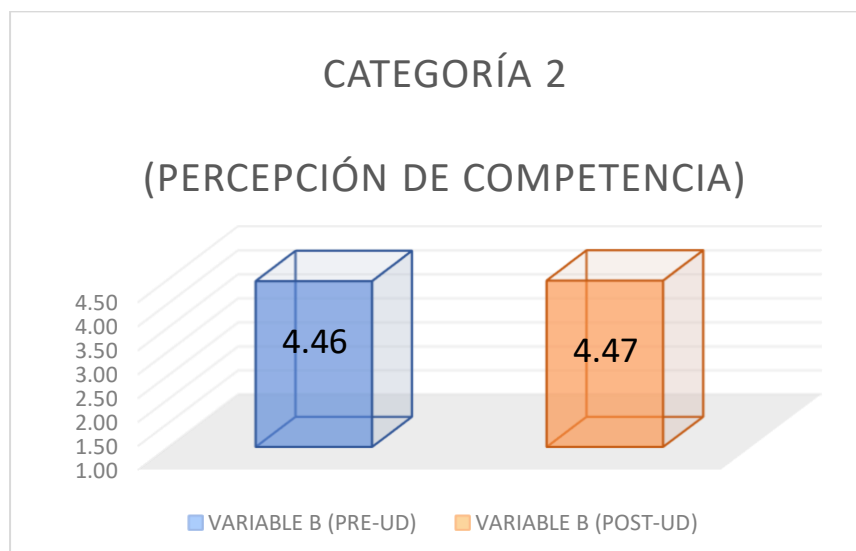 CATEGORÍA 2
(PERCEPCIÓN DE COMPETENCIA)
4.50
4.00
3.50
3.00
2.50
2.00
1.50
1.00
4.46
4.47
VARIABLE B (PRE-UD)
VARIABLE B (POST-UD)